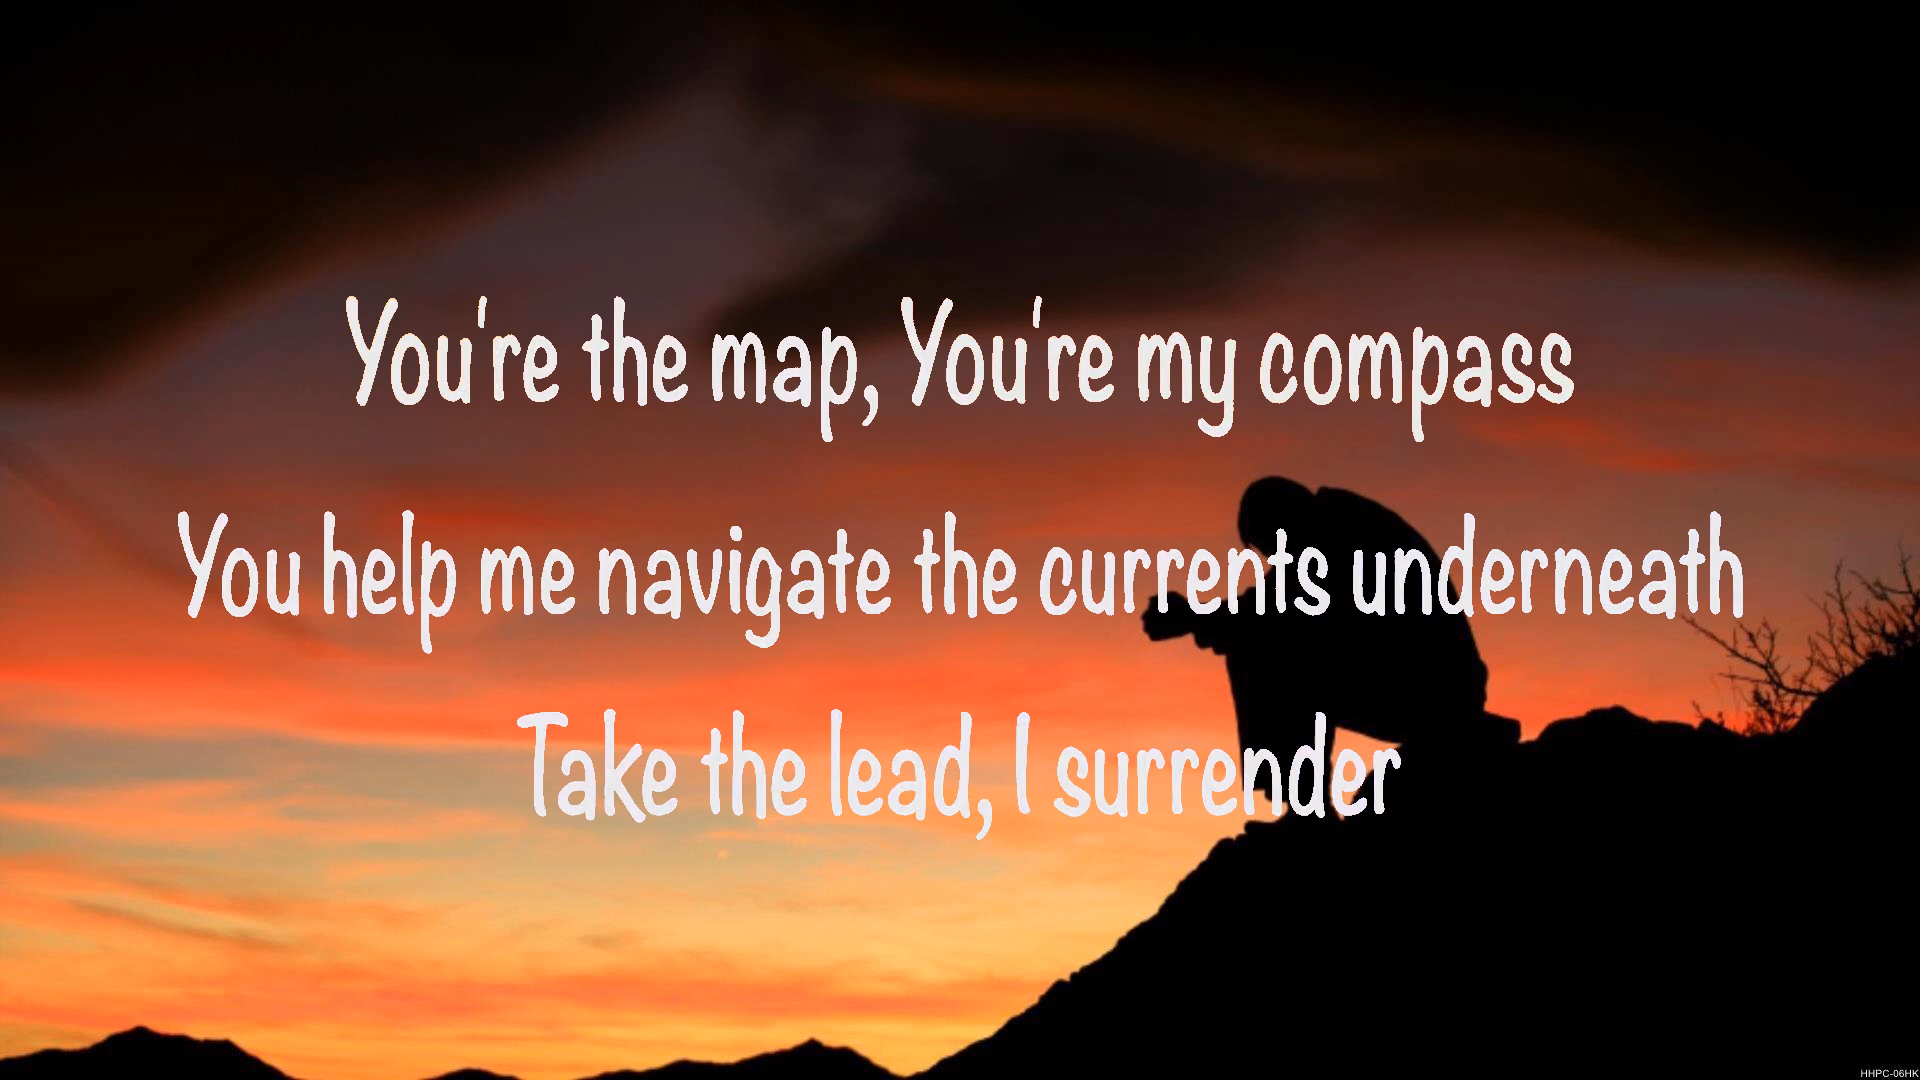 You're the map, You're my compass
You help me navigate the currents underneath
Take the lead, I surrender
HHPC-06HK